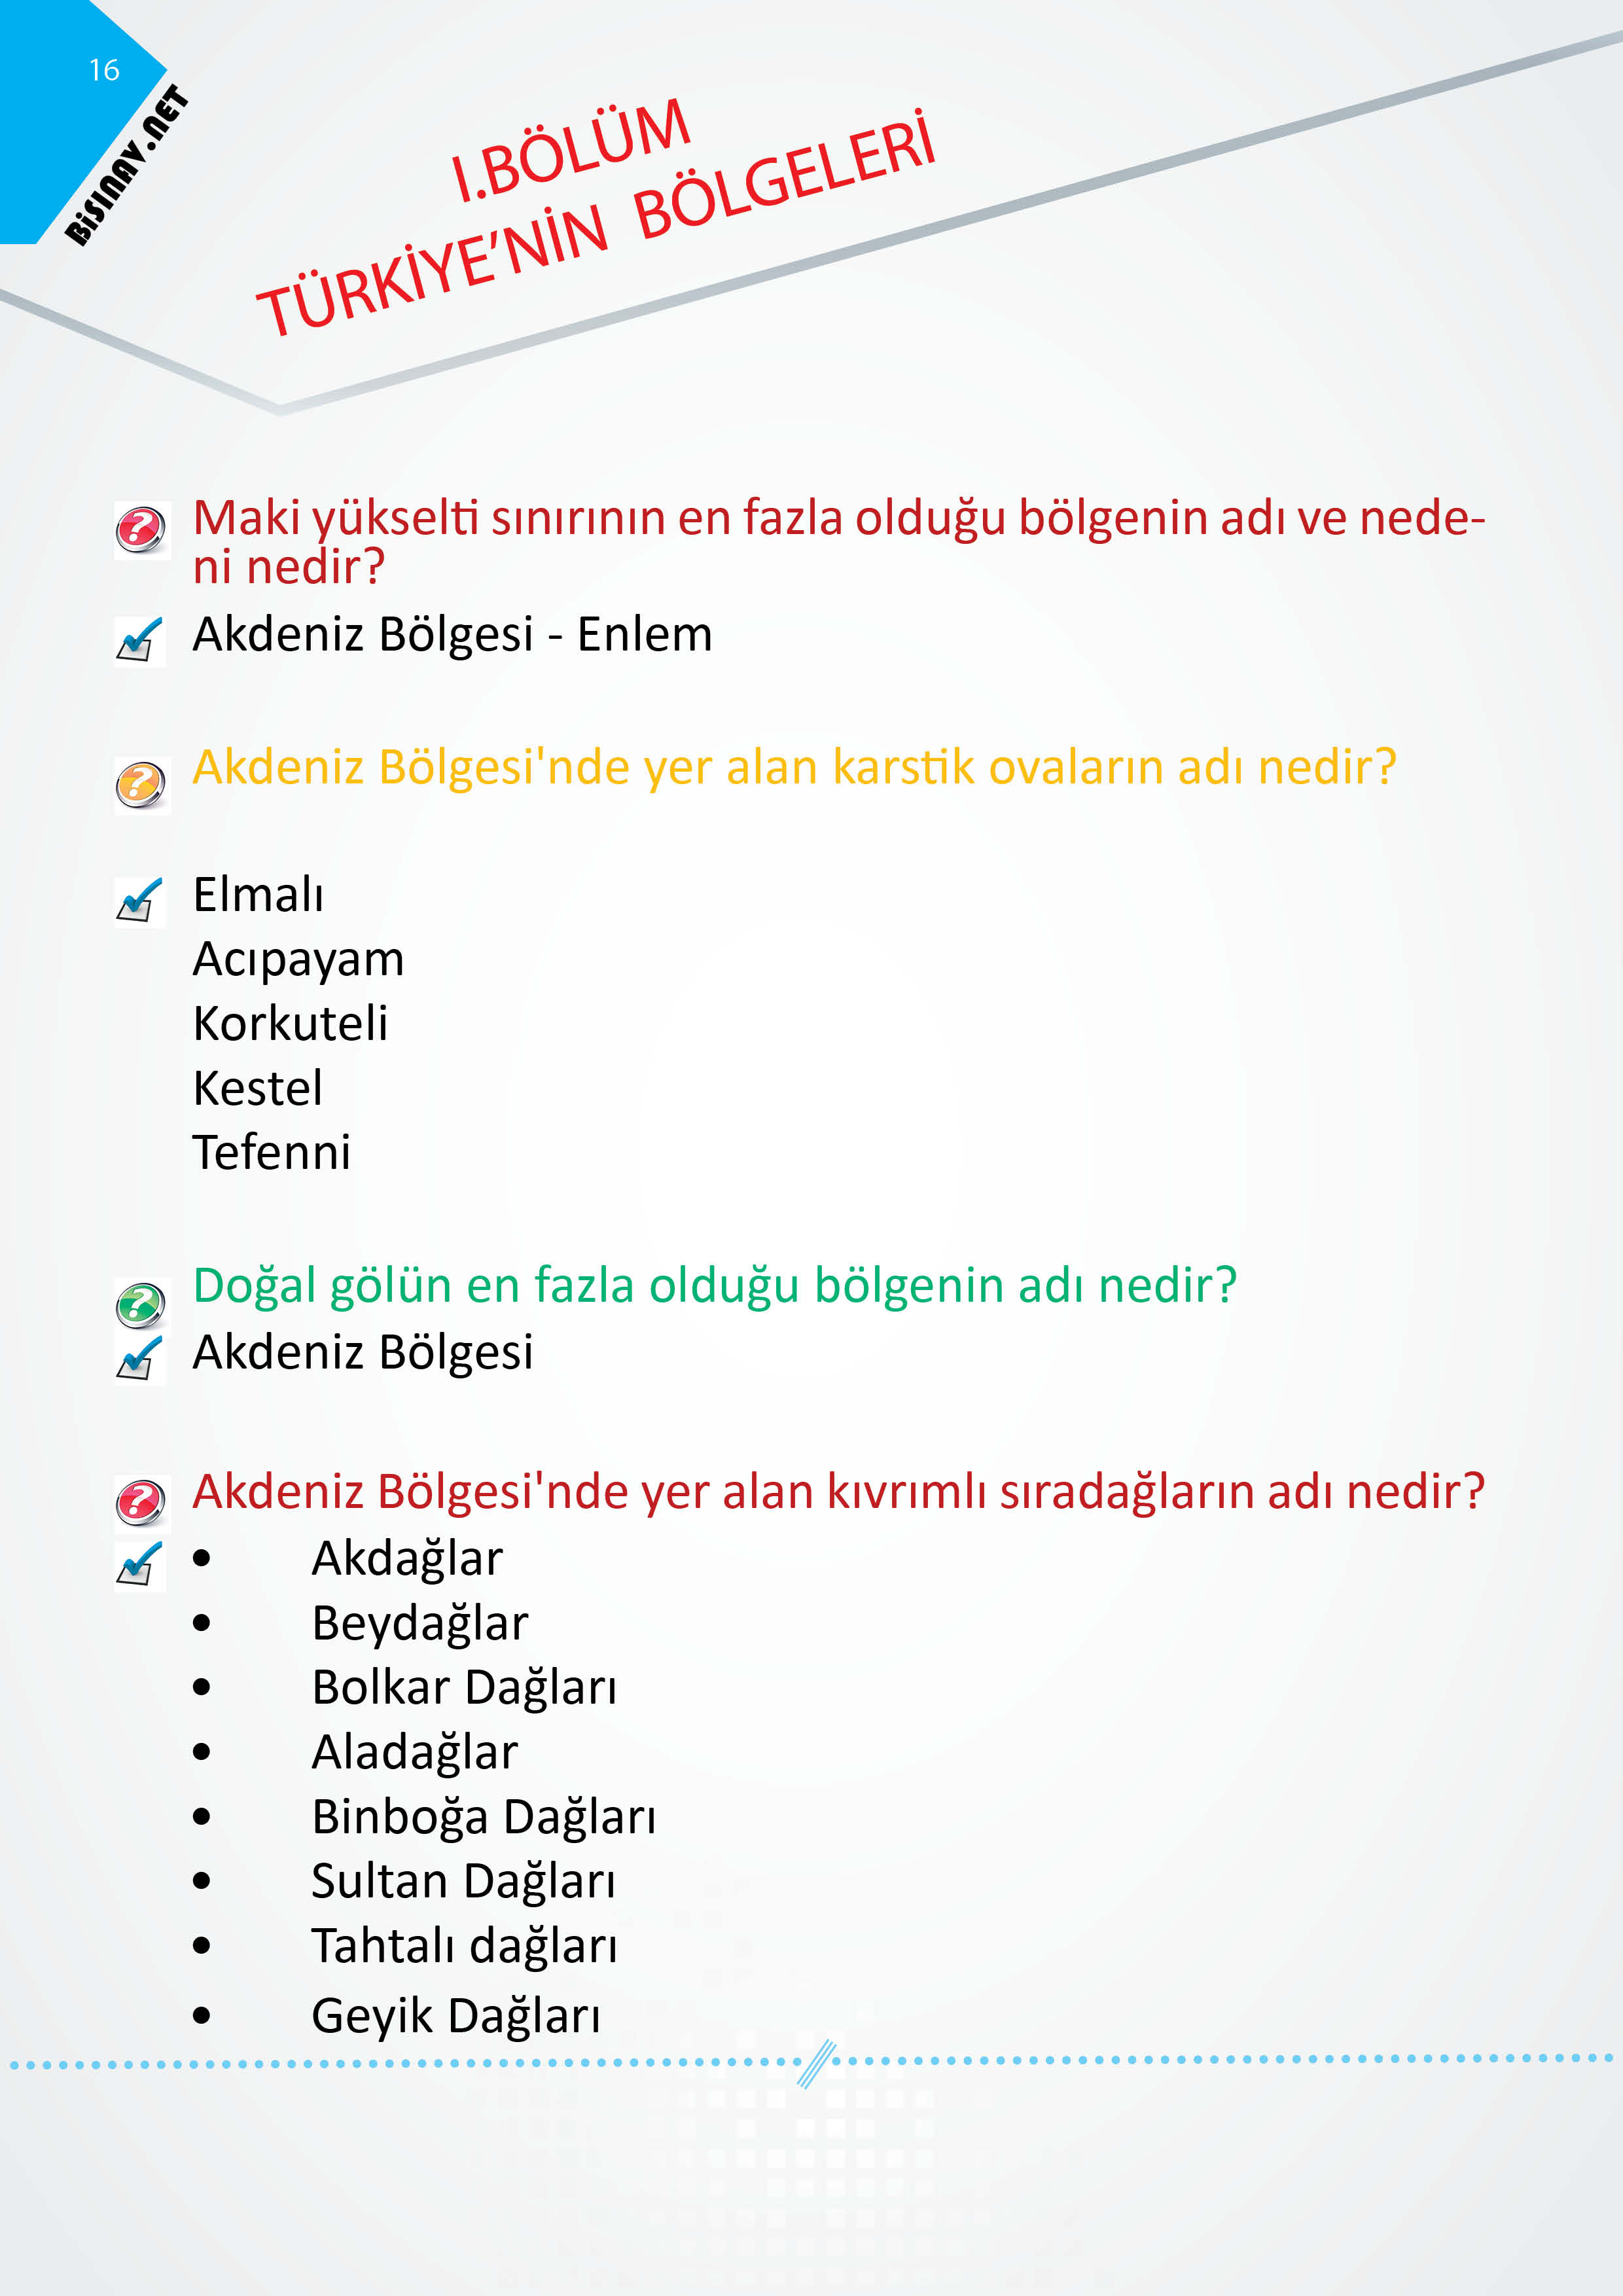 16
BiSINAV.NET
I.BÖLÜM
TÜRKİYE’NİN BÖLGELERİ
Maki yükselti sınırının en fazla olduğu bölgenin adı ve nede-
ni nedir?
Akdeniz Bölgesi - Enlem
Akdeniz Bölgesi'nde yer alan karstik ovaların adı nedir?
Elmalı
Acıpayam
Korkuteli
Kestel
Tefenni
Doğal gölün en fazla olduğu bölgenin adı nedir?
Akdeniz Bölgesi
Akdeniz Bölgesi'nde yer alan kıvrımlı sıradağların adı nedir?
• Akdağlar
• Beydağlar
• Bolkar Dağları
• Aladağlar
• Binboğa Dağları
• Sultan Dağları
• Tahtalı dağları
• Geyik Dağları